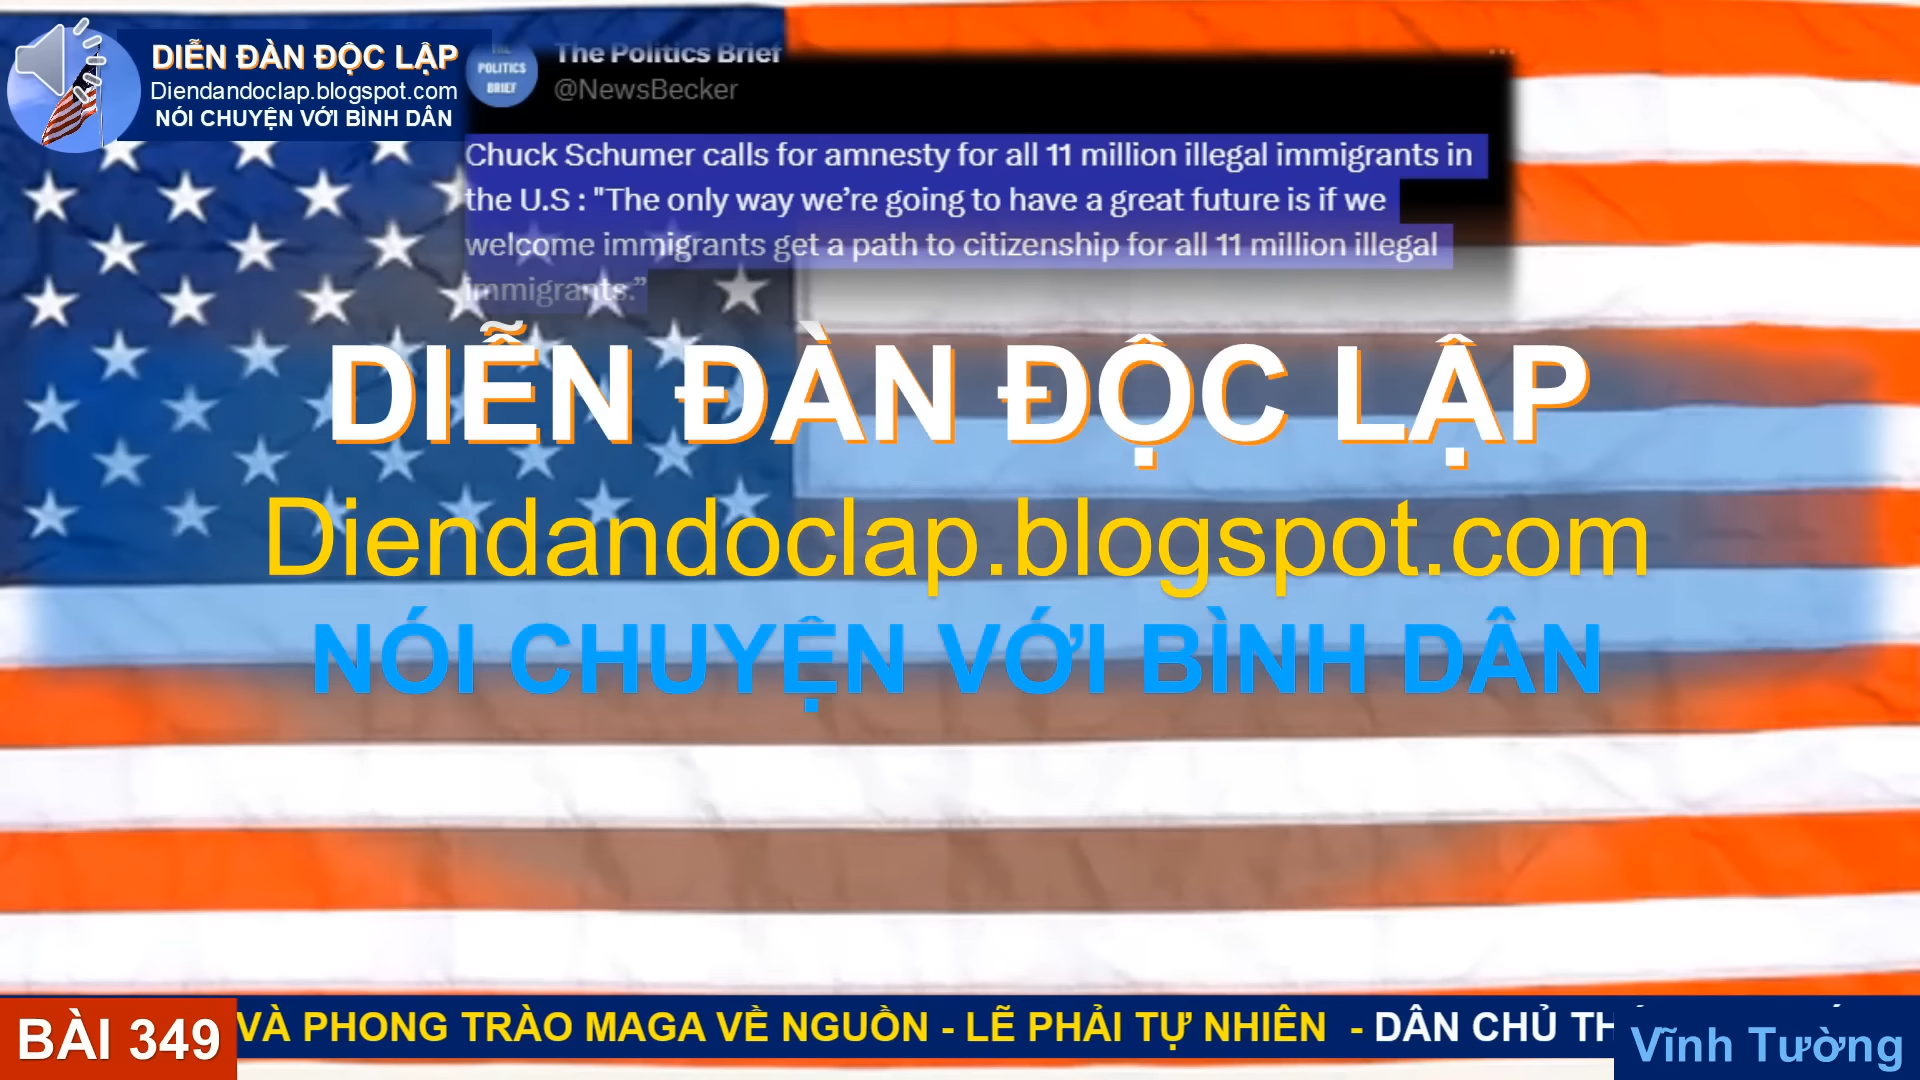 DIỄN ĐÀN ĐỘC LẬP
Diendandoclap.blogspot.com
NÓI CHUYỆN VỚI BÌNH DÂN
THE
POLITICS
BRIEF
The Politics Brief
@NewsBecker
Chuck Schumer calls for amnesty for all 11 million illegal immigrants in
the U.S : "The only way we’re going to have a great future is if we
welcome immigrants get a path to citizenship for all 11 million illegal
immigrants.”
DIỄN ĐÀN ĐỘC LẬP
Diendandoclap.blogspot.com
NÓI CHUYỆN VỚI BÌNH DÂN
BÀI 349
VÀ PHONG TRÀO MAGA VỀ NGUỒN - LẼ PHẢI TỰ NHIÊN - DÂN CHỦ
Vĩnh Tường